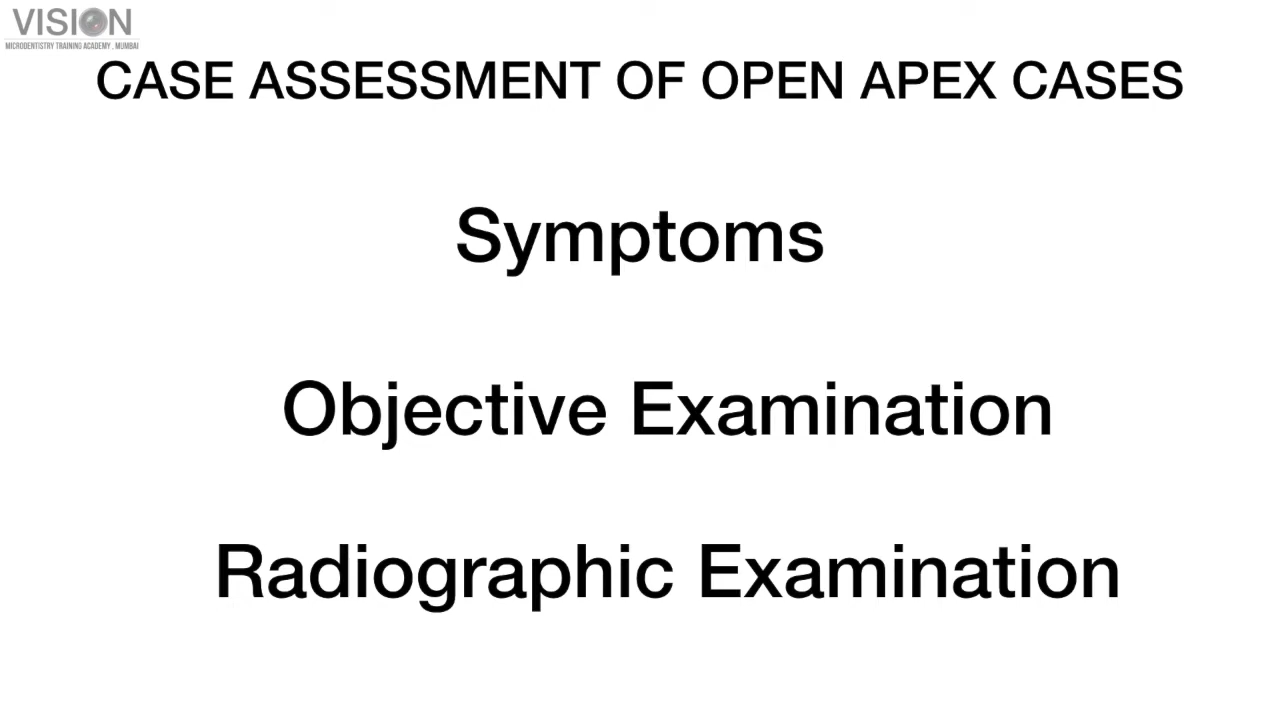 VISION
MICRODENTISTRY TRAINING ACADEMY, MUMBAI
CASE ASSESSMENT OF OPEN APEX CASES
Symptoms
Objective Examination
Radiographic Examination